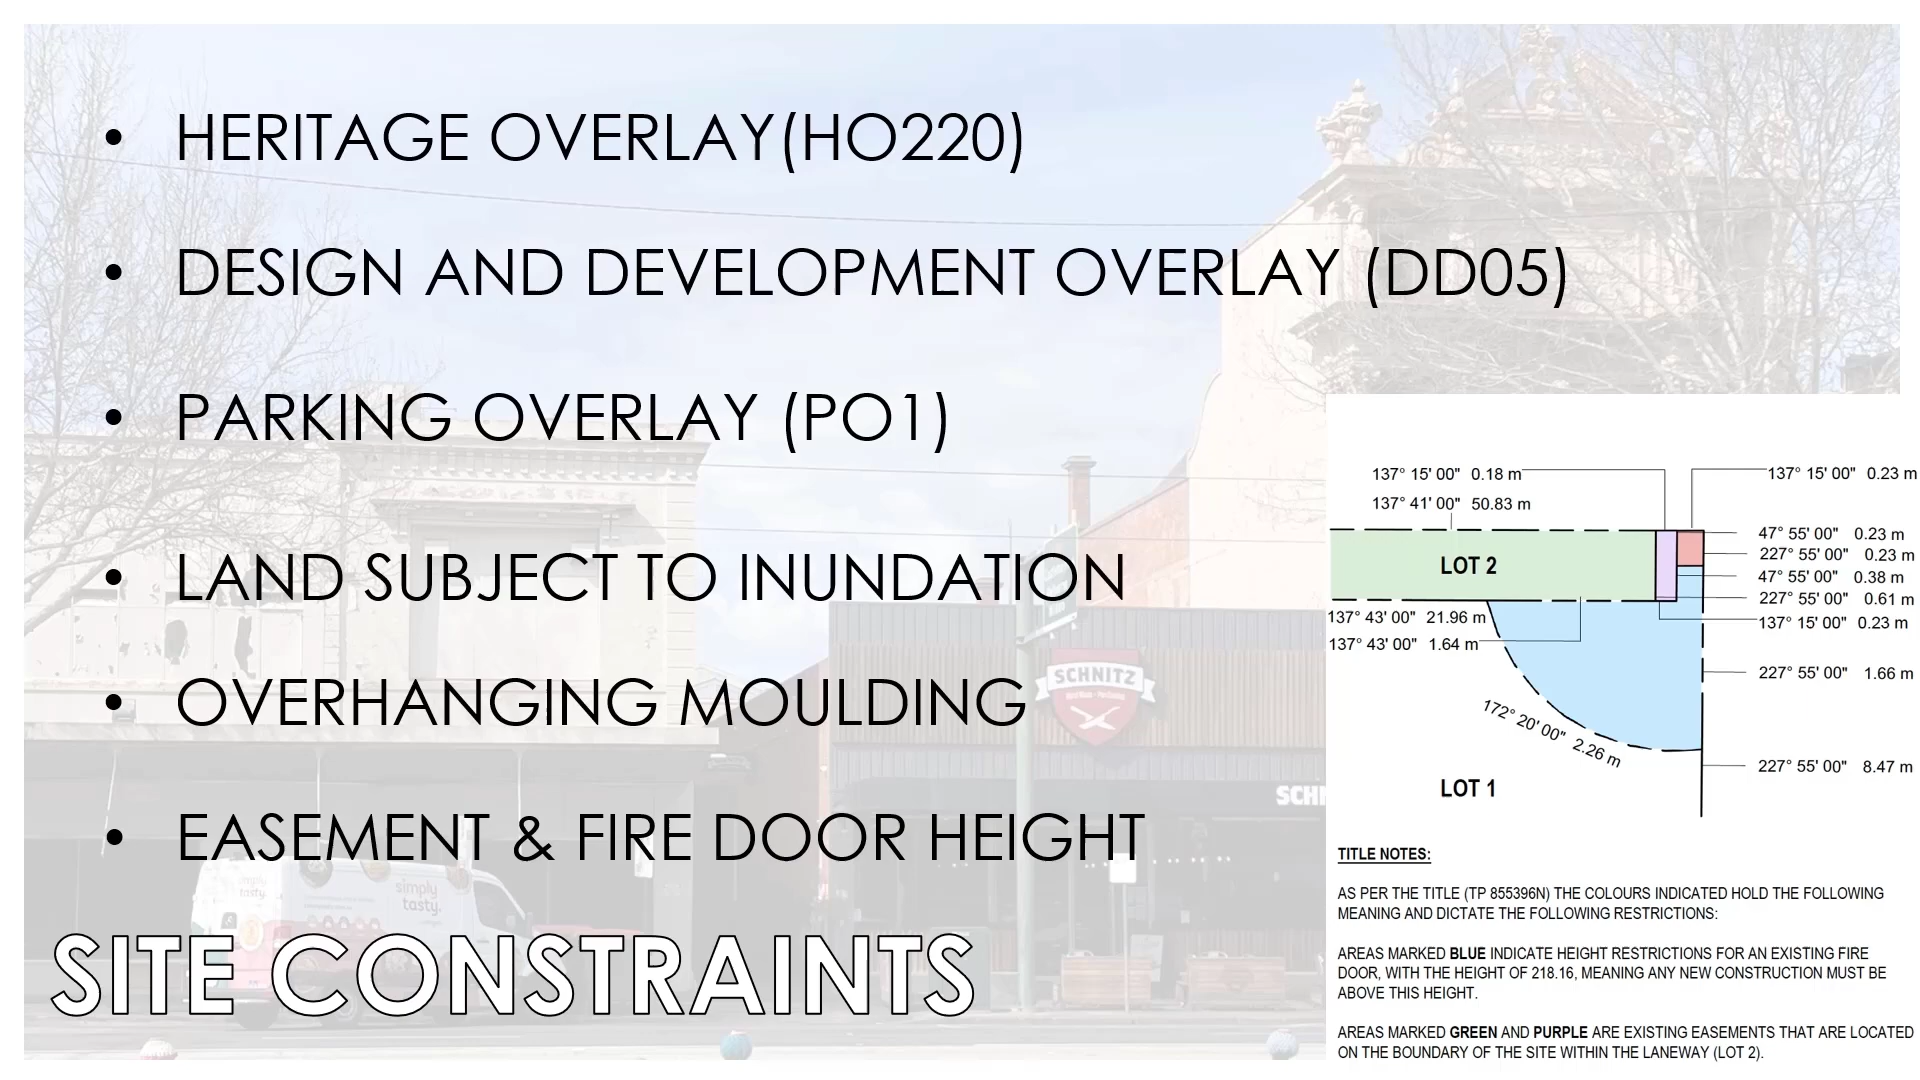 • HERITAGE OVERLAY(HO220)
• DESIGN AND DEVELOPMENT OVERLAY (DD05)
• PARKING OVERLAY (PO1)
• LAND SUBJECT TO INUNDATION
• OVERHANGING MOULDING
• EASEMENT & FIRE DOOR HEIGHT
SITE CONSTRAINTS
SCHNITZ
SCHN
simply
tasty.
137° 15' 00" 0.18 m
137° 15' 00" 0.23 m
137° 41' 00" 50.83 m
47° 55' 00" 0.23 m
227° 55' 00" 0.23 m
LOT 2
47° 55' 00" 0.38 m
227° 55' 00" 0.61 m
137° 43' 00" 21.96 m
137° 15' 00" 0.23 m
137° 43' 00" 1.64 m
227° 55' 00" 1.66 m
172° 20' 00" 2.26 m
227° 55' 00" 8.47 m
LOT 1
TITLE NOTES:
AS PER THE TITLE (TP 855396N) THE COLOURS INDICATED HOLD THE FOLLOWING
MEANING AND DICTATE THE FOLLOWING RESTRICTIONS:
AREAS MARKED BLUE INDICATE HEIGHT RESTRICTIONS FOR AN EXISTING FIRE
DOOR, WITH THE HEIGHT OF 218.16, MEANING ANY NEW CONSTRUCTION MUST BE
ABOVE THIS HEIGHT.
AREAS MARKED GREEN AND PURPLE ARE EXISTING EASEMENTS THAT ARE LOCATED
ON THE BOUNDARY OF THE SITE WITHIN THE LANEWAY (LOT 2).